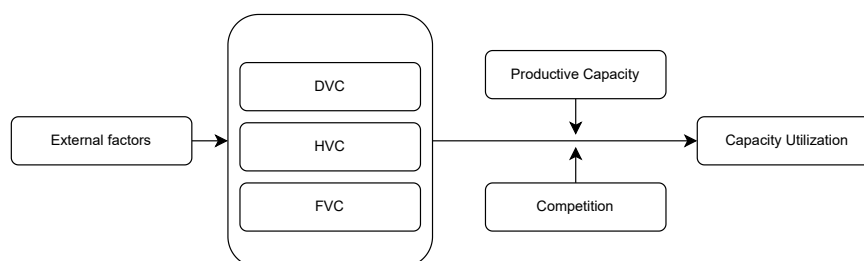 External factors
DVC
HVC
FVC
Productive Capacity
Competition
Capacity Utilization